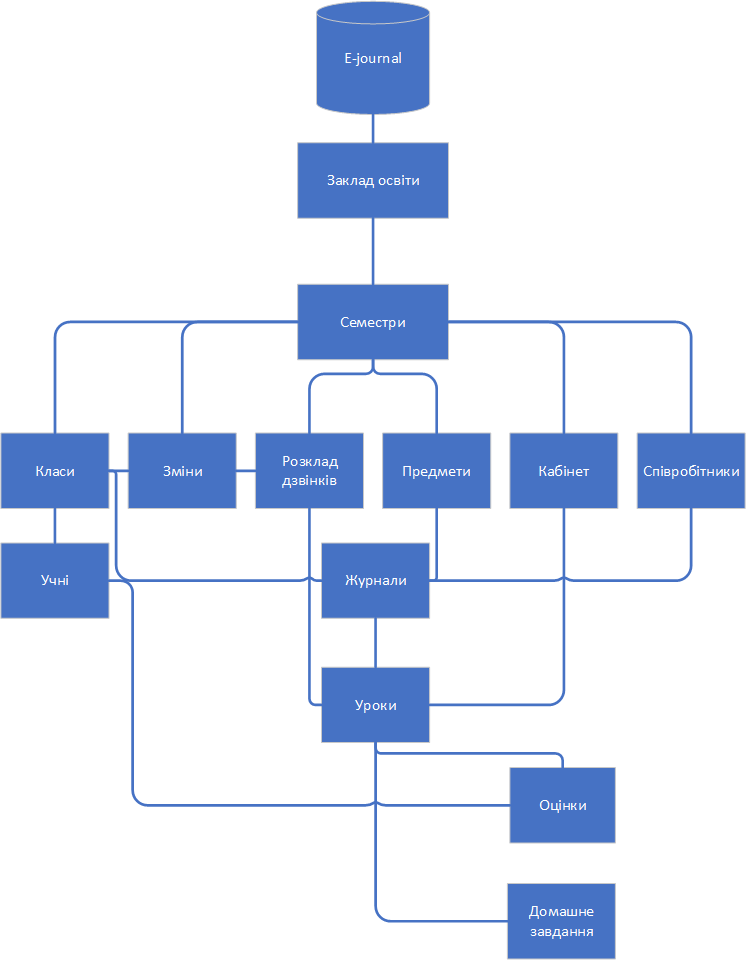 E-journal
Заклад освіти
Семестри
Класи
Зміни
Розклад
дзвінків
Предмети
Кабінет
Співробітники
Учні
Журнали
Уроки
Оцінки
Домашне
завдання